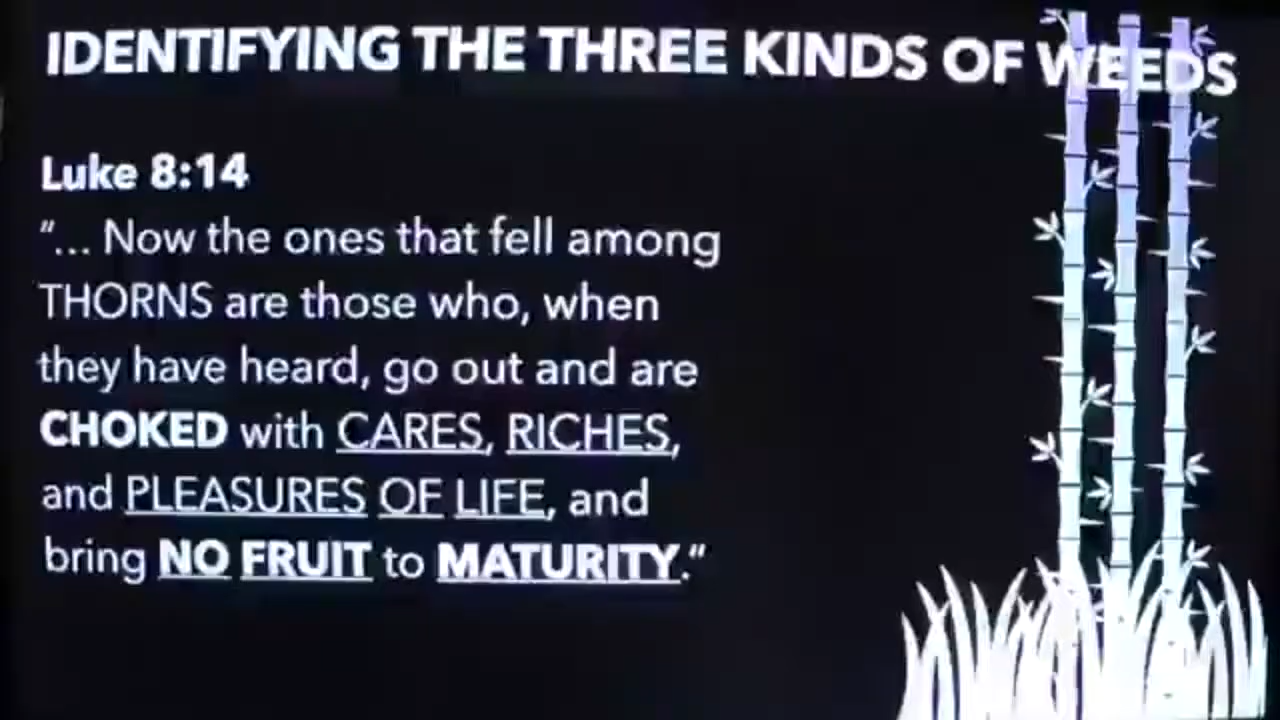 IDENTIFYING THE THREE KINDS OF WEEDS
Luke 8:14
"... Now the ones that fell among
THORNS are those who, when
they have heard, go out and are
CHOKED with CARES, RICHES,
and PLEASURES OF LIFE, and
bring NO FRUIT to MATURITY."